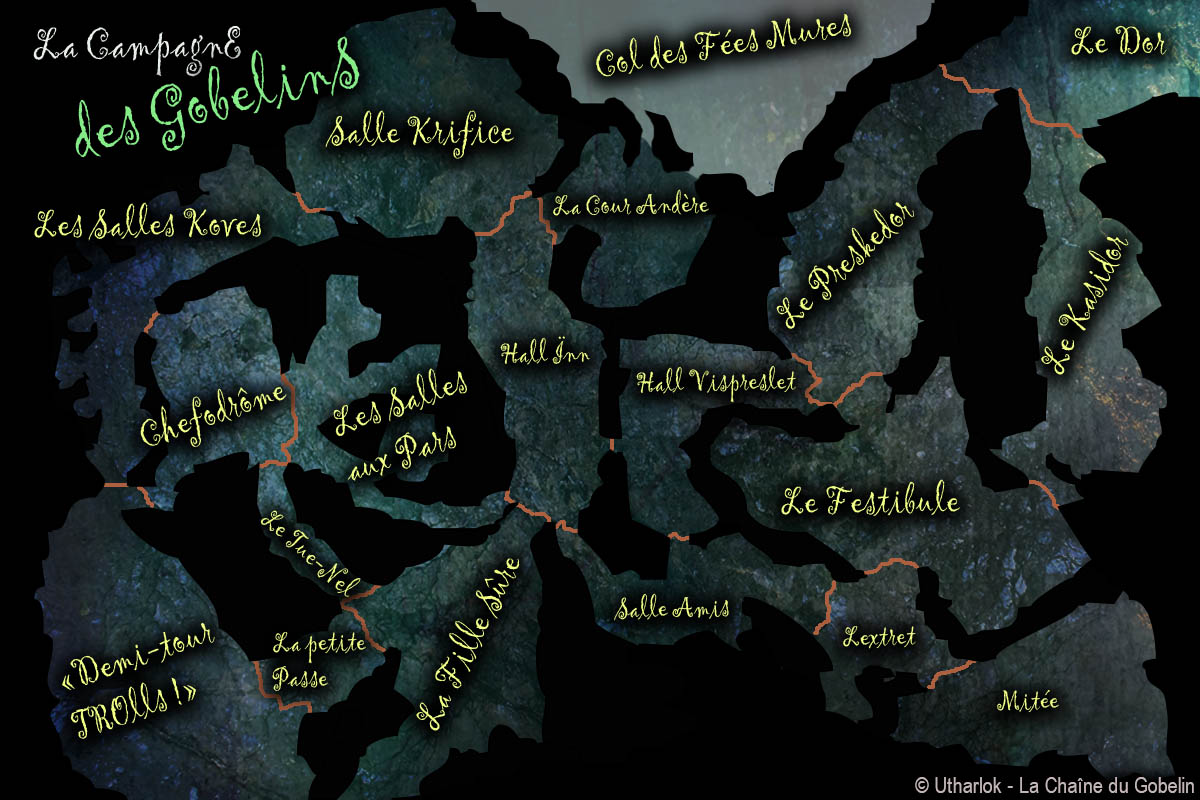 La CampagnE
des GobelinS
Col des Fées Mures
Le Dor
Salle Krifice
La Cour Andère
Les Salles Koves
Le Preskedor
Le Kasidor
Hall Ïnn
Hall Vispreslet
Chefodrôme
Les Salles
aux Pars
Le Festibule
Le Tue-Nel
La Fille Sûre
Salle Amis
Lextret
La petite
Passe
«Demi-tour
TROlls !»
Mitée
© Utharlok - La Chaîne du Gobelin